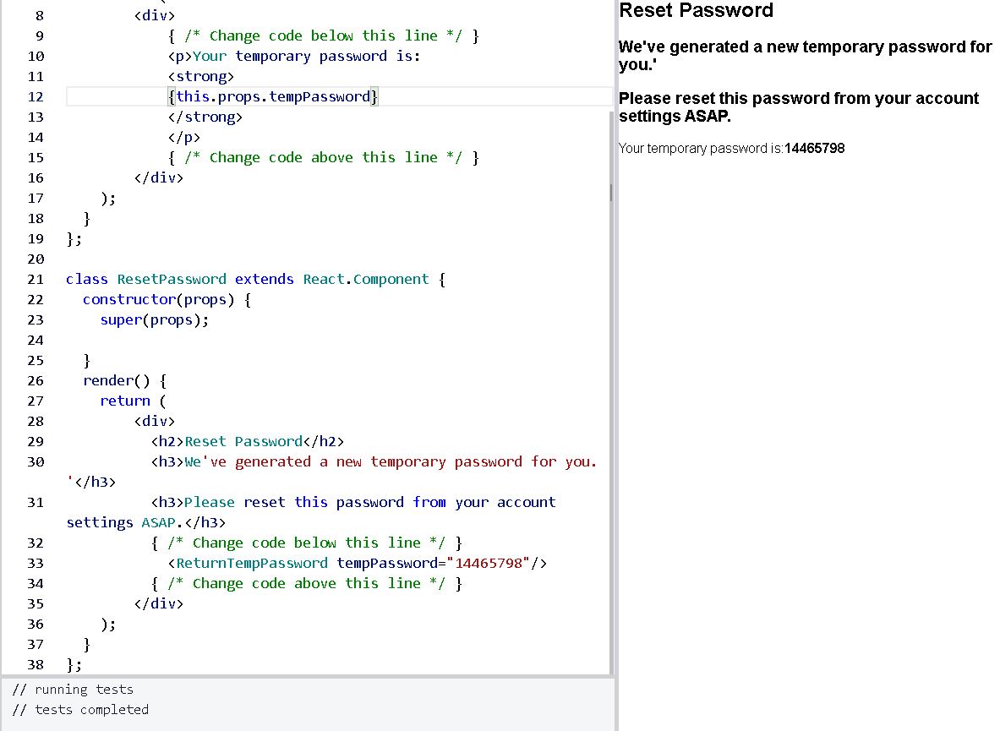 8 <div>
9 { /* Change code below this line */ }
10 <p>Your temporary password is:
11 <strong>
12 {this.props.tempPassword}
13 </strong>
14 </p>
15 { /* Change code above this line */ }
16 </div>
17 );
18 }
19 };
20
21 class ResetPassword extends React.Component {
22 constructor(props) {
23 super(props);
24
25 }
26 render() {
27 return (
28 <div>
29 <h2>Reset Password</h2>
30 <h3>We've generated a new temporary password for you.
'</h3>
31 <h3>Please reset this password from your account
settings ASAP.</h3>
32 { /* Change code below this line */ }
33 <ReturnTempPassword tempPassword="14465798"/>
34 { /* Change code above this line */ }
35 </div>
36 );
37 }
38 };
// running tests
// tests completed
Reset Password
We've generated a new temporary password for
you.'
Please reset this password from your account
settings ASAP.
Your temporary password is:14465798